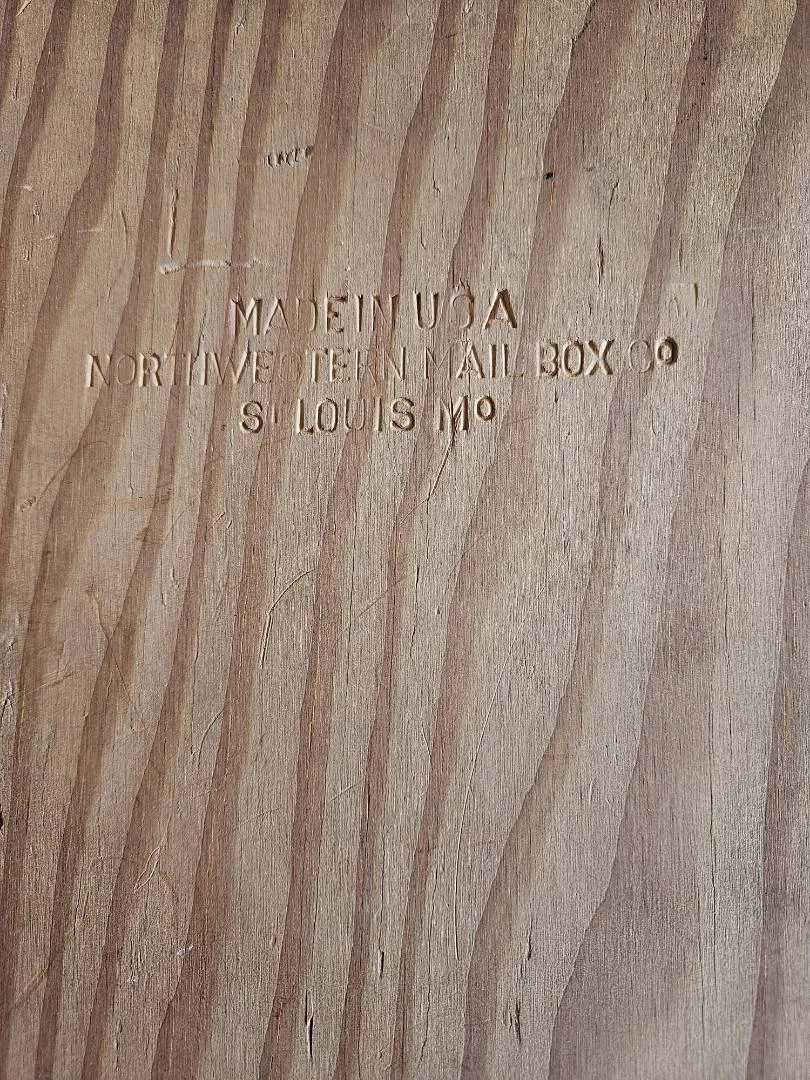 MADE IN USA
NORTHWESTERN MAIL BOX CO
ST LOUIS MO